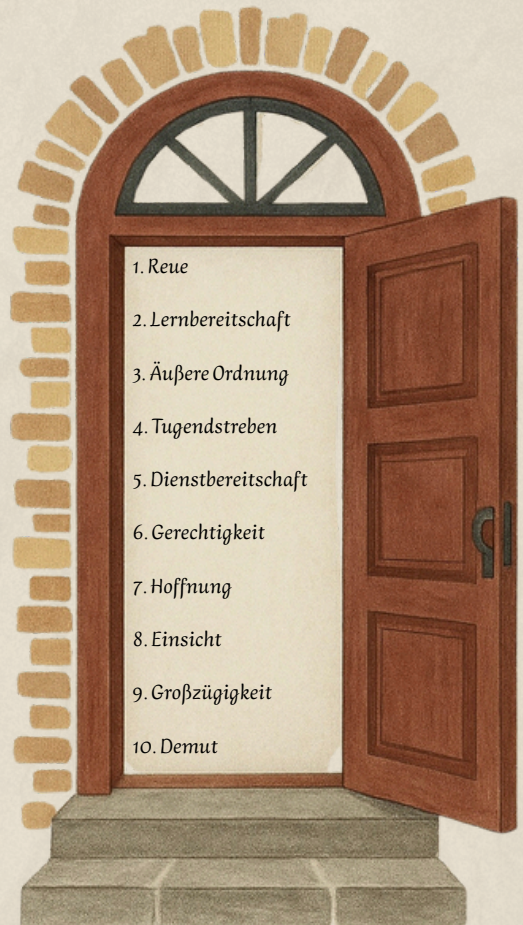 1. Reue
2. Lernbereitschaft
3. Äußere Ordnung
4. Tugendstreben
5. Dienstbereitschaft
6. Gerechtigkeit
7. Hoffnung
8. Einsicht
9. Großzügigkeit
10. Demut